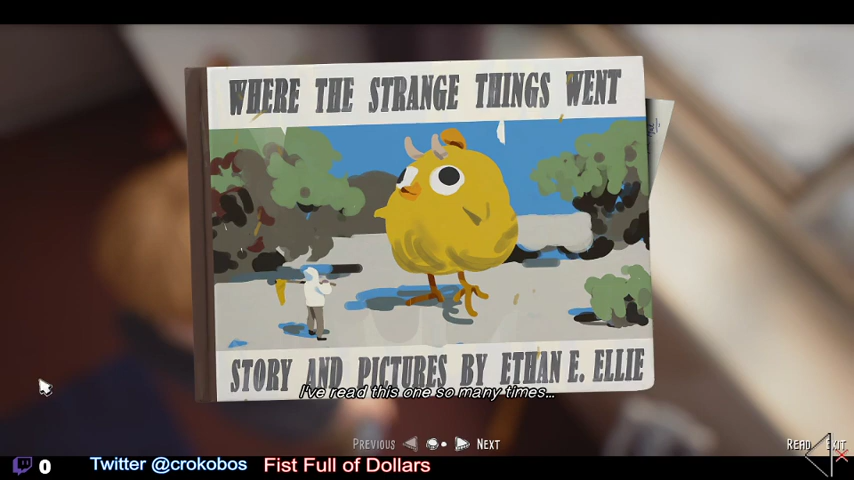 WHERE THE STRANGE THINGS WENT
STORY AND PICTURES BY ETHAN E. ELLIE
I've read this one so many times...
PREVIOUS NEXT
READ EXIT
0 Twitter @crokobos Fist Full of Dollars